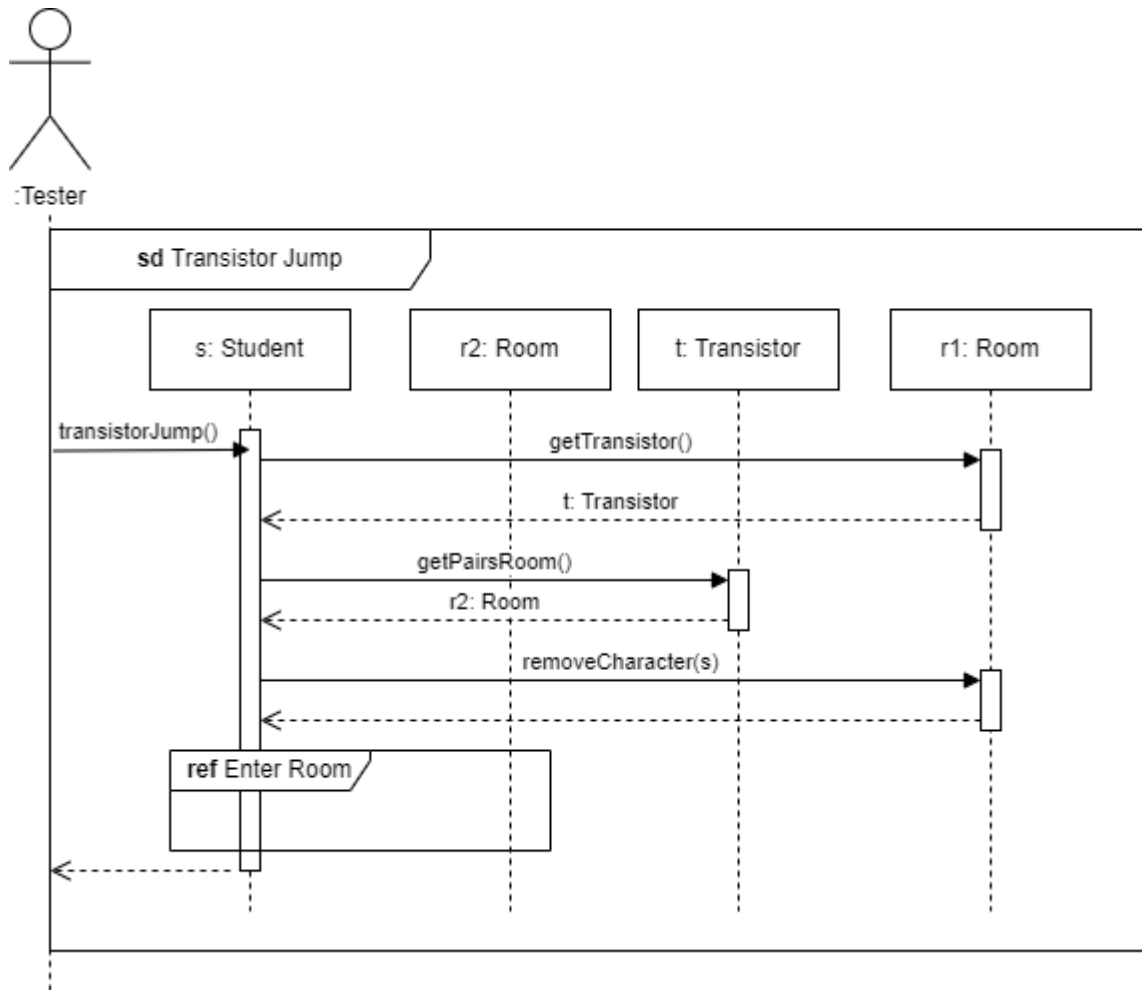 :Tester
sd Transistor Jump
s: Student
r2: Room
t: Transistor
r1: Room
transistorJump()
getTransistor()
t: Transistor
getPairsRoom()
r2: Room
removeCharacter(s)
ref Enter Room